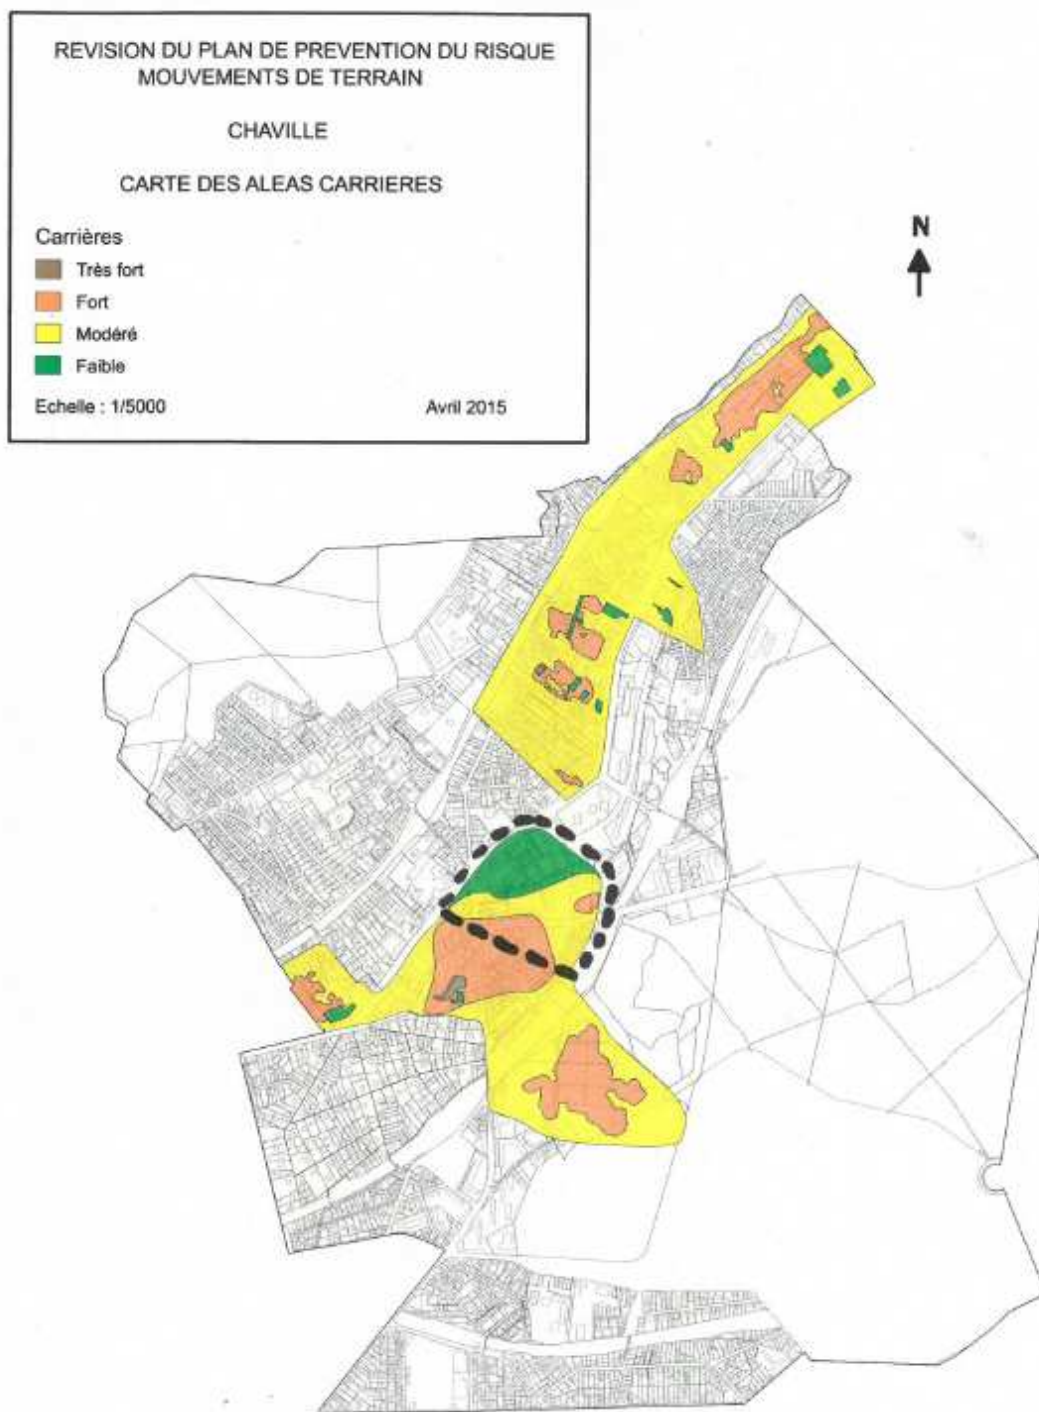 REVISION DU PLAN DE PREVENTION DU RISQUE
MOUVEMENTS DE TERRAIN
CHAVILLE
CARTE DES ALEAS CARRIERES
Carrières
Très fort
Fort
Modéré
Faible
Echelle : 1/5000 Avril 2015
N